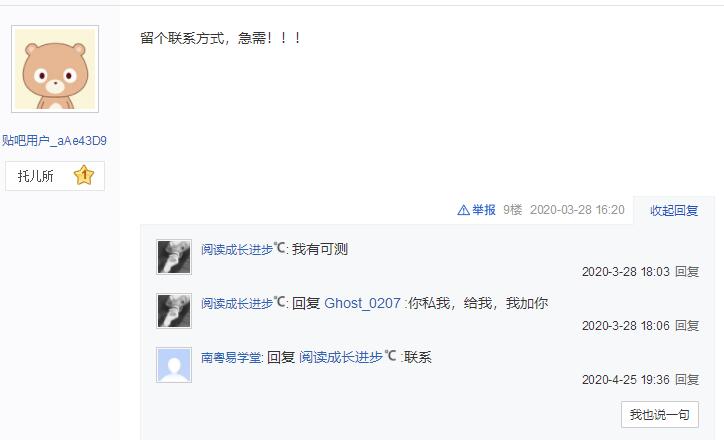 留个联系方式，急需！！！
贴吧用户_aAe43D9
托儿所 1
举报 9楼 2020-03-28 16:20 收起回复
阅读成长进步℃: 我有可测
2020-3-28 18:03 回复
阅读成长进步℃: 回复 Ghost_0207 :你私我，给我，我加你
2020-3-28 18:06 回复
南粤易学堂: 回复 阅读成长进步℃ :联系
2020-4-25 19:36 回复
我也说一句